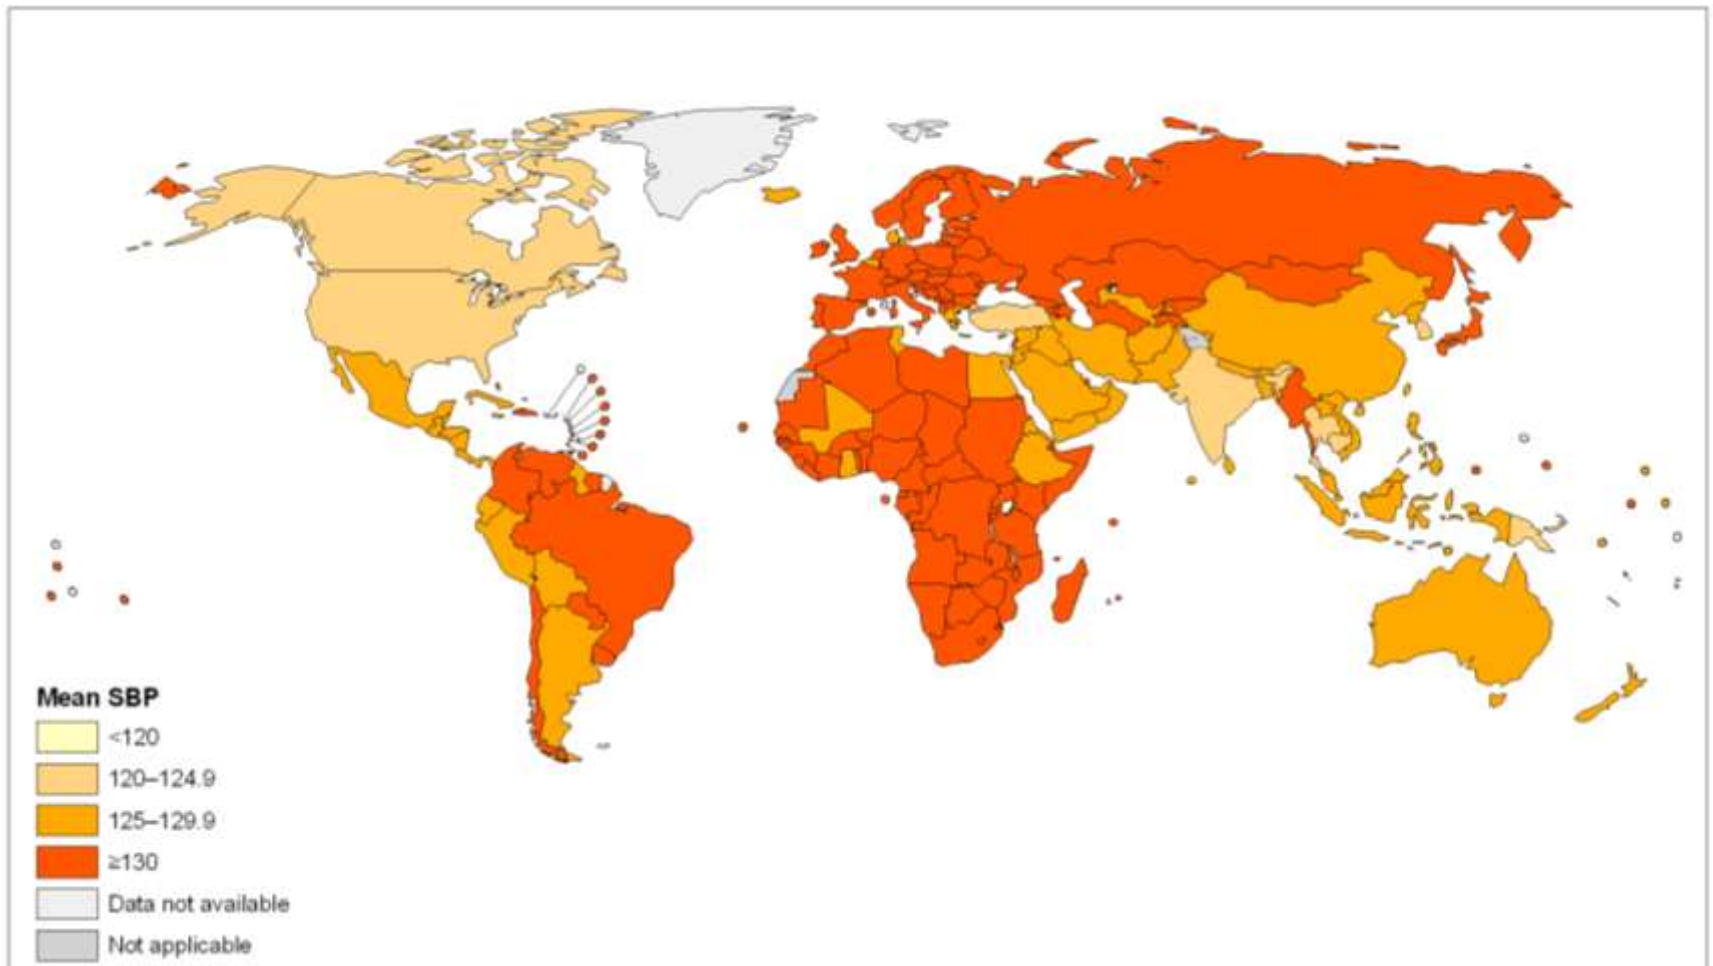 Mean SBP
<120
120–124.9
125–129.9
≥130
Data not available
Not applicable